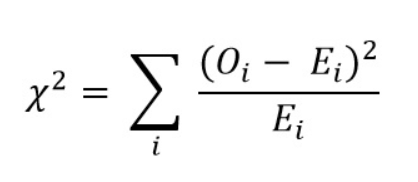 χ² = ∑ᵢ (Oᵢ − Eᵢ)² / Eᵢ